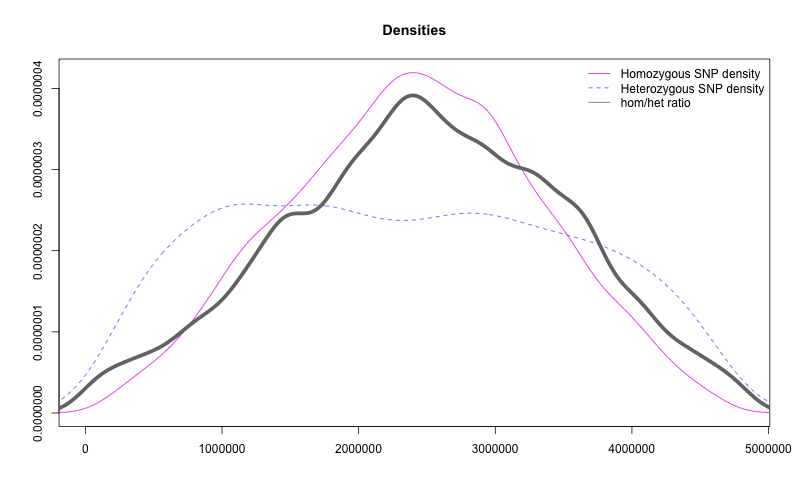 Densities
Homozygous SNP density
Heterozygous SNP density
hom/het ratio
0.0000004
0.0000003
0.0000002
0.0000001
0.0000000
0 1000000 2000000 3000000 4000000 5000000